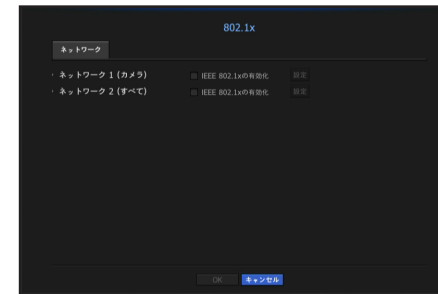 802.1x
ネットワーク
ネットワーク 1 (カメラ)
IEEE 802.1xの有効化 設定
ネットワーク 2 (すべて)
IEEE 802.1xの有効化 設定
OK キャンセル